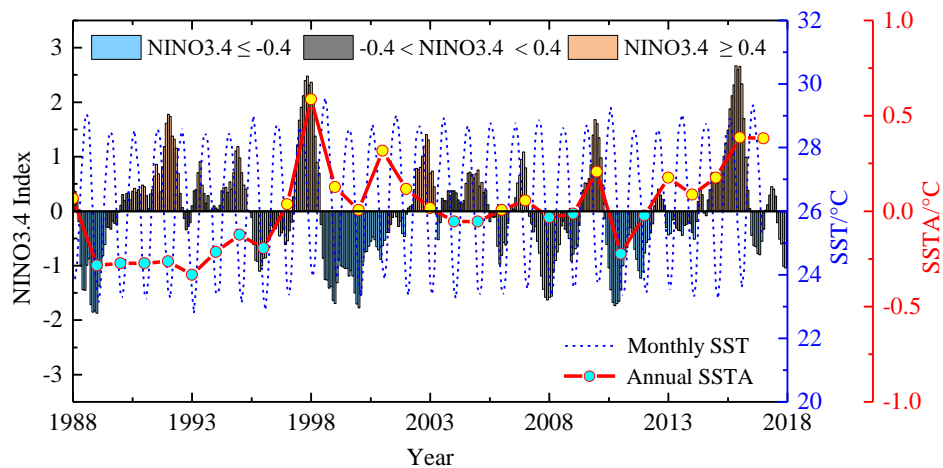 NINO3.4 ≤ -0.4
-0.4 < NINO3.4 < 0.4
NINO3.4 ≥ 0.4
3
2
1
0
-1
-2
-3
NINO3.4 Index
32
30
28
26
24
22
20
SST/°C
1.0
0.5
0.0
-0.5
-1.0
SSTA/°C
Monthly SST
Annual SSTA
1988 1993 1998 2003 2008 2013 2018
Year